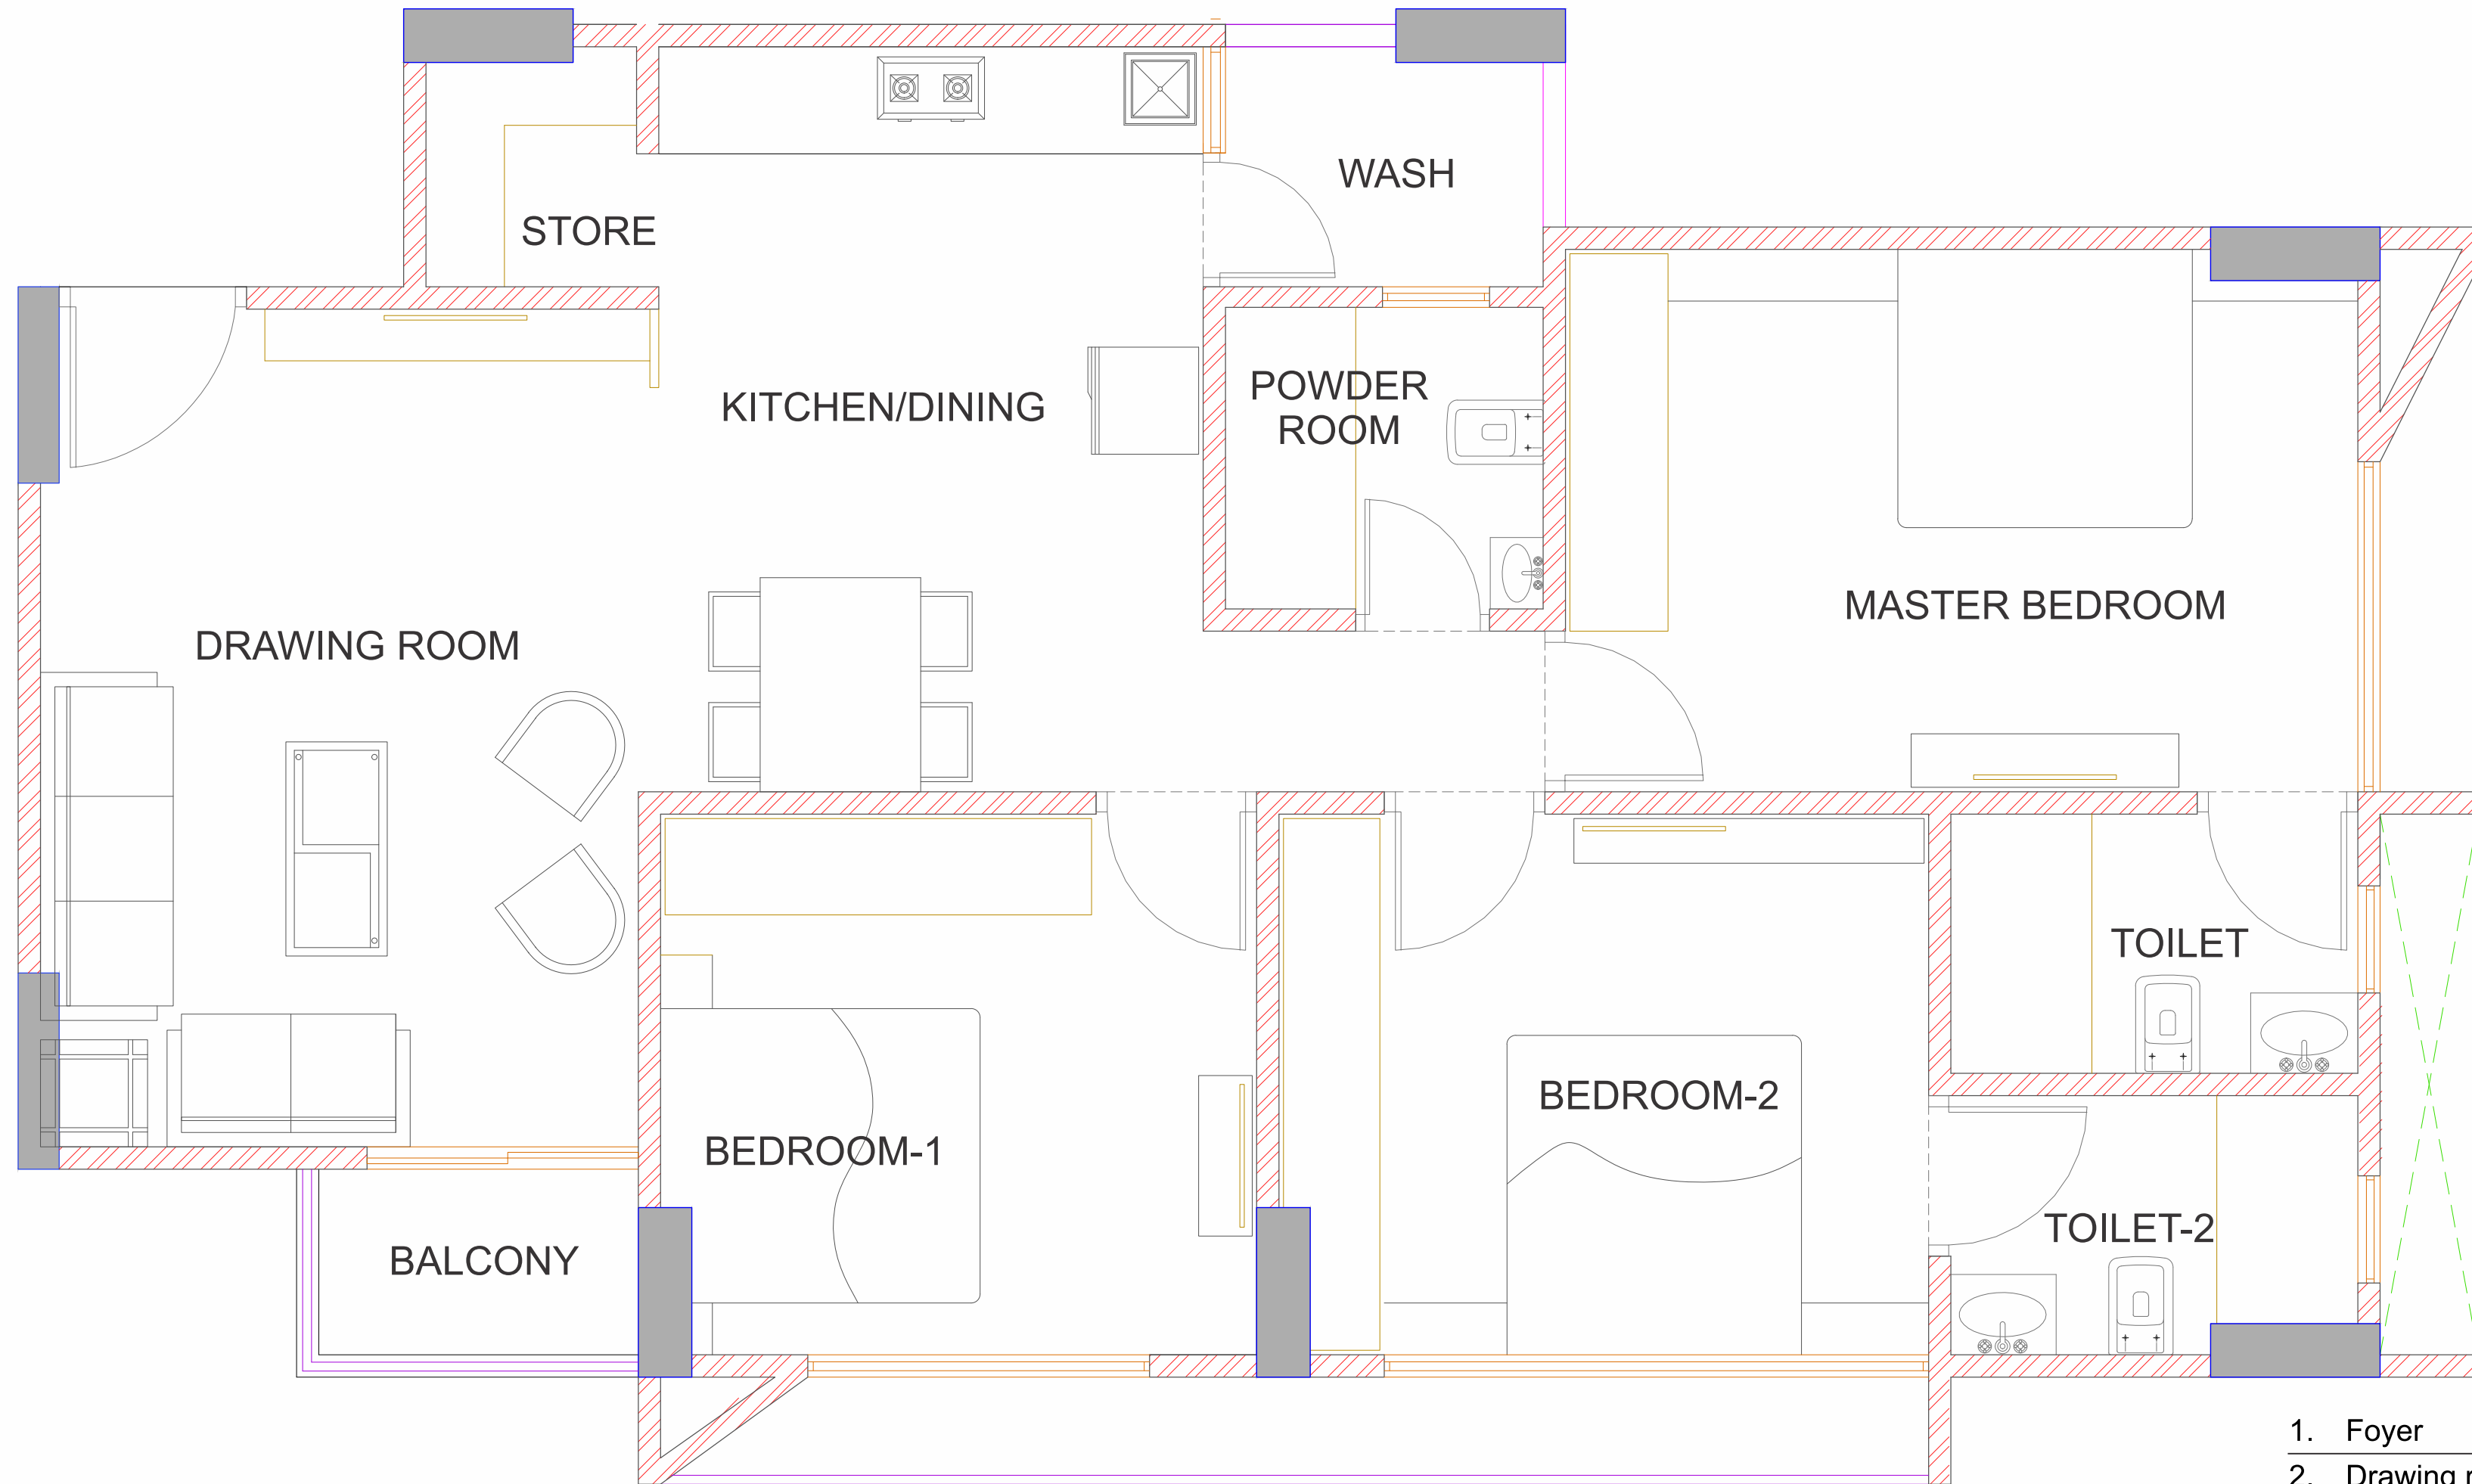 WASH
STORE
POWDER
ROOM
KITCHEN/DINING
MASTER BEDROOM
DRAWING ROOM
TOILET
BEDROOM-2
BEDROOM-1
TOILET-2
BALCONY
1. Foyer
2. Drawing